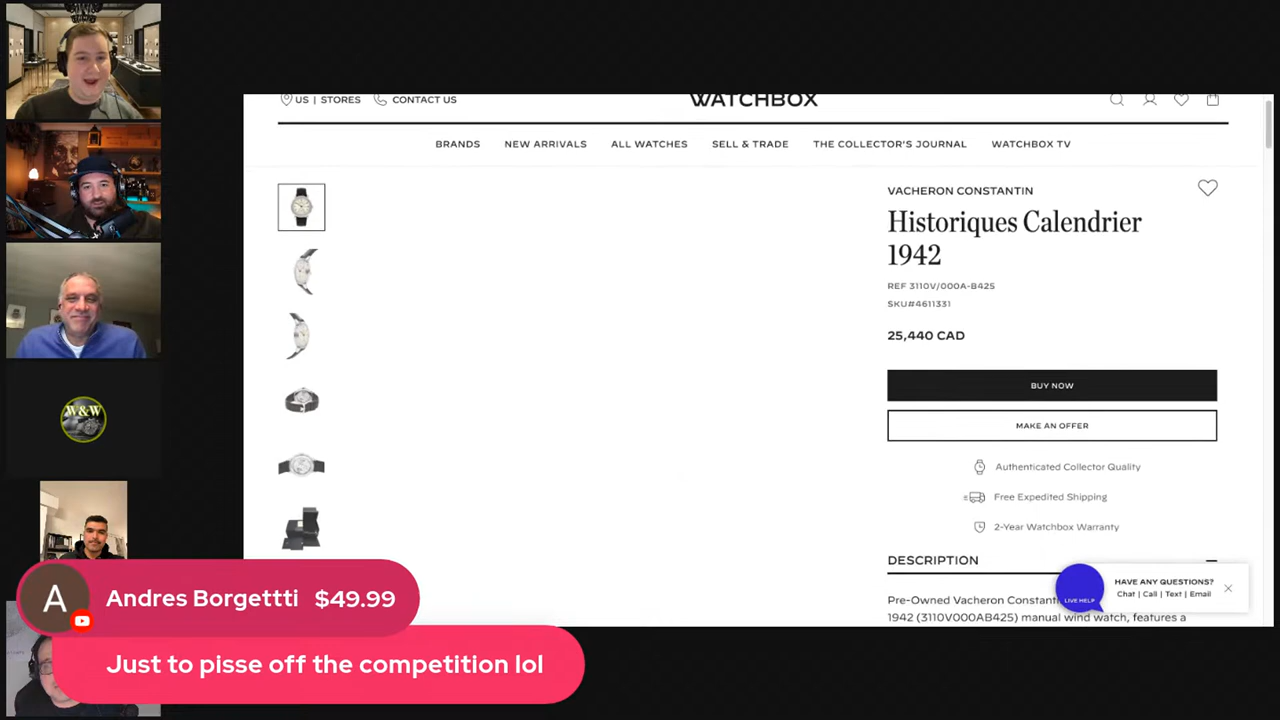 US | STORES
CONTACT US
WATCHBOX
BRANDS
NEW ARRIVALS
ALL WATCHES
SELL & TRADE
THE COLLECTOR'S JOURNAL
WATCHBOX TV
VACHERON CONSTANTIN
Historiques Calendrier
1942
REF 3110V/000A-B425
SKU#4611331
25,440 CAD
BUY NOW
MAKE AN OFFER
Authenticated Collector Quality
Free Expedited Shipping
2-Year Watchbox Warranty
DESCRIPTION
Pre-Owned Vacheron Constantin
1942 (3110V000AB425) manual wind watch, features a
LIVE HELP
HAVE ANY QUESTIONS?
Chat | Call | Text | Email
W&W
A
Andres Borgettti $49.99
Just to pisse off the competition lol